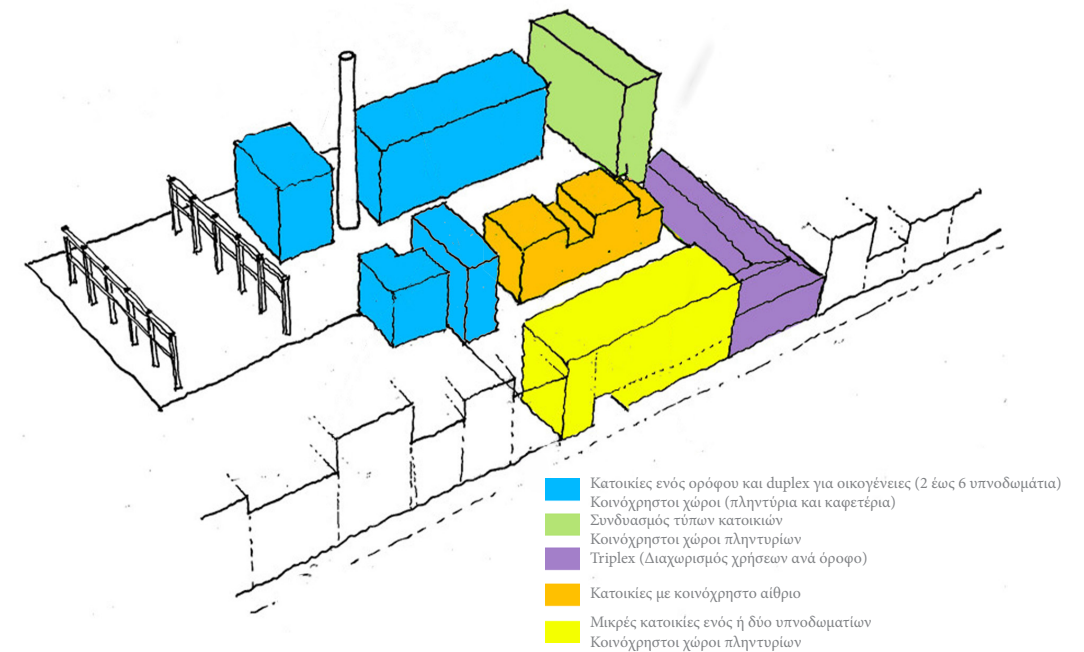 Κατοικίες ενός ορόφου και duplex για οικογένειες (2 έως 6 υπνοδωμάτια)
Κοινόχρηστοι χώροι (πληντύρια και καφετέρια)
Συνδυασμός τύπων κατοικιών
Κοινόχρηστοι χώροι πληντυρίων
Triplex (Διαχωρισμός χρήσεων ανά όροφο)
Κατοικίες με κοινόχρηστο αίθριο
Μικρές κατοικίες ενός ή δύο υπνοδωματίων
Κοινόχρηστοι χώροι πληντυρίων